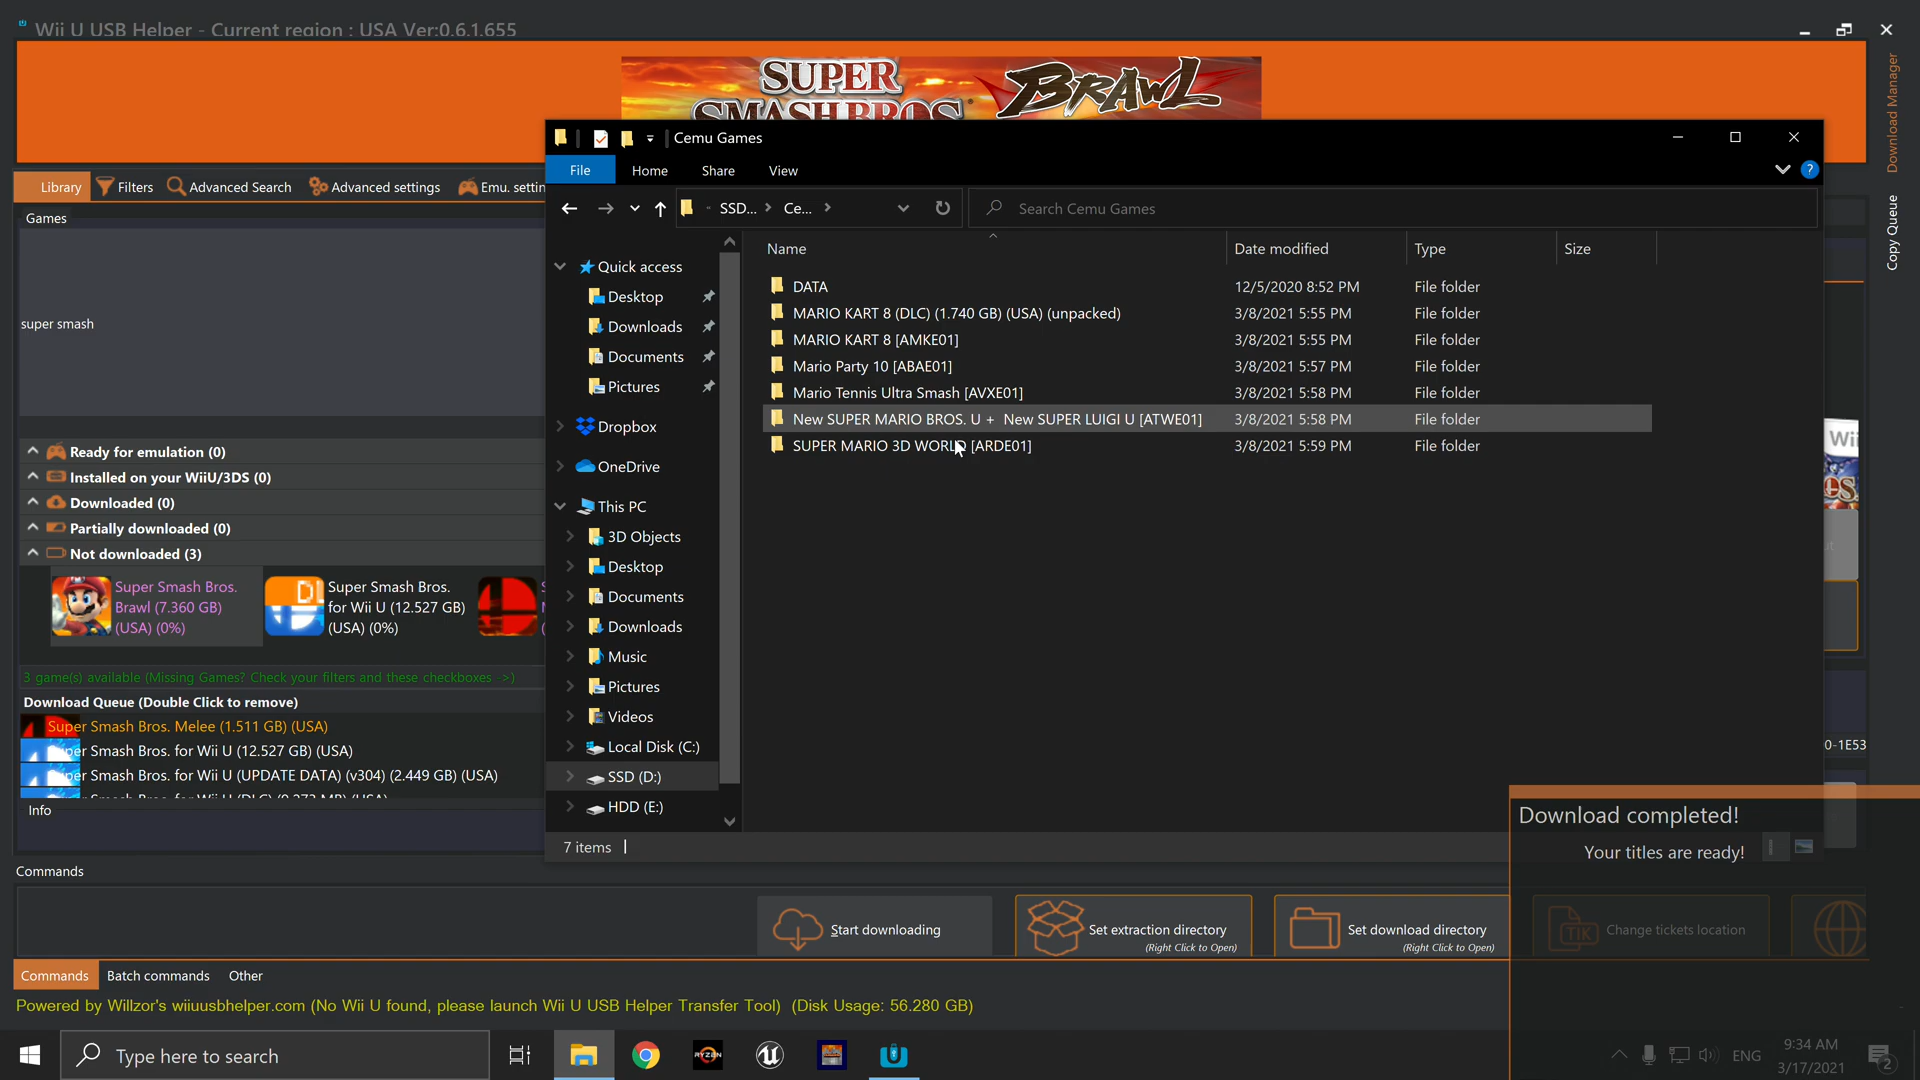 Wii U USB Helper - Current region : USA Ver:0.6.1.655
SUPER
SMASH BROS.
BRAWL
Download Manager
Copy Queue
Library
Filters
Advanced Search
Advanced settings
Emu. settin
Games
super smash
Ready for emulation (0)
Installed on your WiiU/3DS (0)
Downloaded (0)
Partially downloaded (0)
Not downloaded (3)
Super Smash Bros.
Brawl (7.360 GB)
(USA) (0%)
Super Smash Bros.
for Wii U (12.527 GB)
(USA) (0%)
3 game(s) available (Missing Games? Check your filters and these checkboxes ->)
Download Queue (Double Click to remove)
Super Smash Bros. Melee (1.511 GB) (USA)
per Smash Bros. for Wii U (12.527 GB) (USA)
per Smash Bros. for Wii U (UPDATE DATA) (v304) (2.449 GB) (USA)
Info
Cemu Games
File
Home
Share
View
SSD...
Ce...
Search Cemu Games
Name
Date modified
Type
Size
Quick access
Desktop
Downloads
Documents
Pictures
Dropbox
OneDrive
This PC
3D Objects
Desktop
Documents
Downloads
Music
Pictures
Videos
Local Disk (C:)
SSD (D:)
HDD (E:)
DATA 12/5/2020 8:52 PM File folder
MARIO KART 8 (DLC) (1.740 GB) (USA) (unpacked) 3/8/2021 5:55 PM File folder
MARIO KART 8 [AMKE01] 3/8/2021 5:55 PM File folder
Mario Party 10 [ABAE01] 3/8/2021 5:57 PM File folder
Mario Tennis Ultra Smash [AVXE01] 3/8/2021 5:58 PM File folder
New SUPER MARIO BROS. U + New SUPER LUIGI U [ATWE01] 3/8/2021 5:58 PM File folder
SUPER MARIO 3D WORLD [ARDE01] 3/8/2021 5:59 PM File folder
7 items
Wii
0-1E53
Download completed!
Your titles are ready!
Commands
Start downloading
Set extraction directory
(Right Click to Open)
Set download directory
(Right Click to Open)
Change tickets location
TIK
Commands
Batch commands
Other
Powered by Willzor's wiiuusbhelper.com (No Wii U found, please launch Wii U USB Helper Transfer Tool) (Disk Usage: 56.280 GB)
Type here to search
RYZEN
ENG
9:34 AM
3/17/2021
2